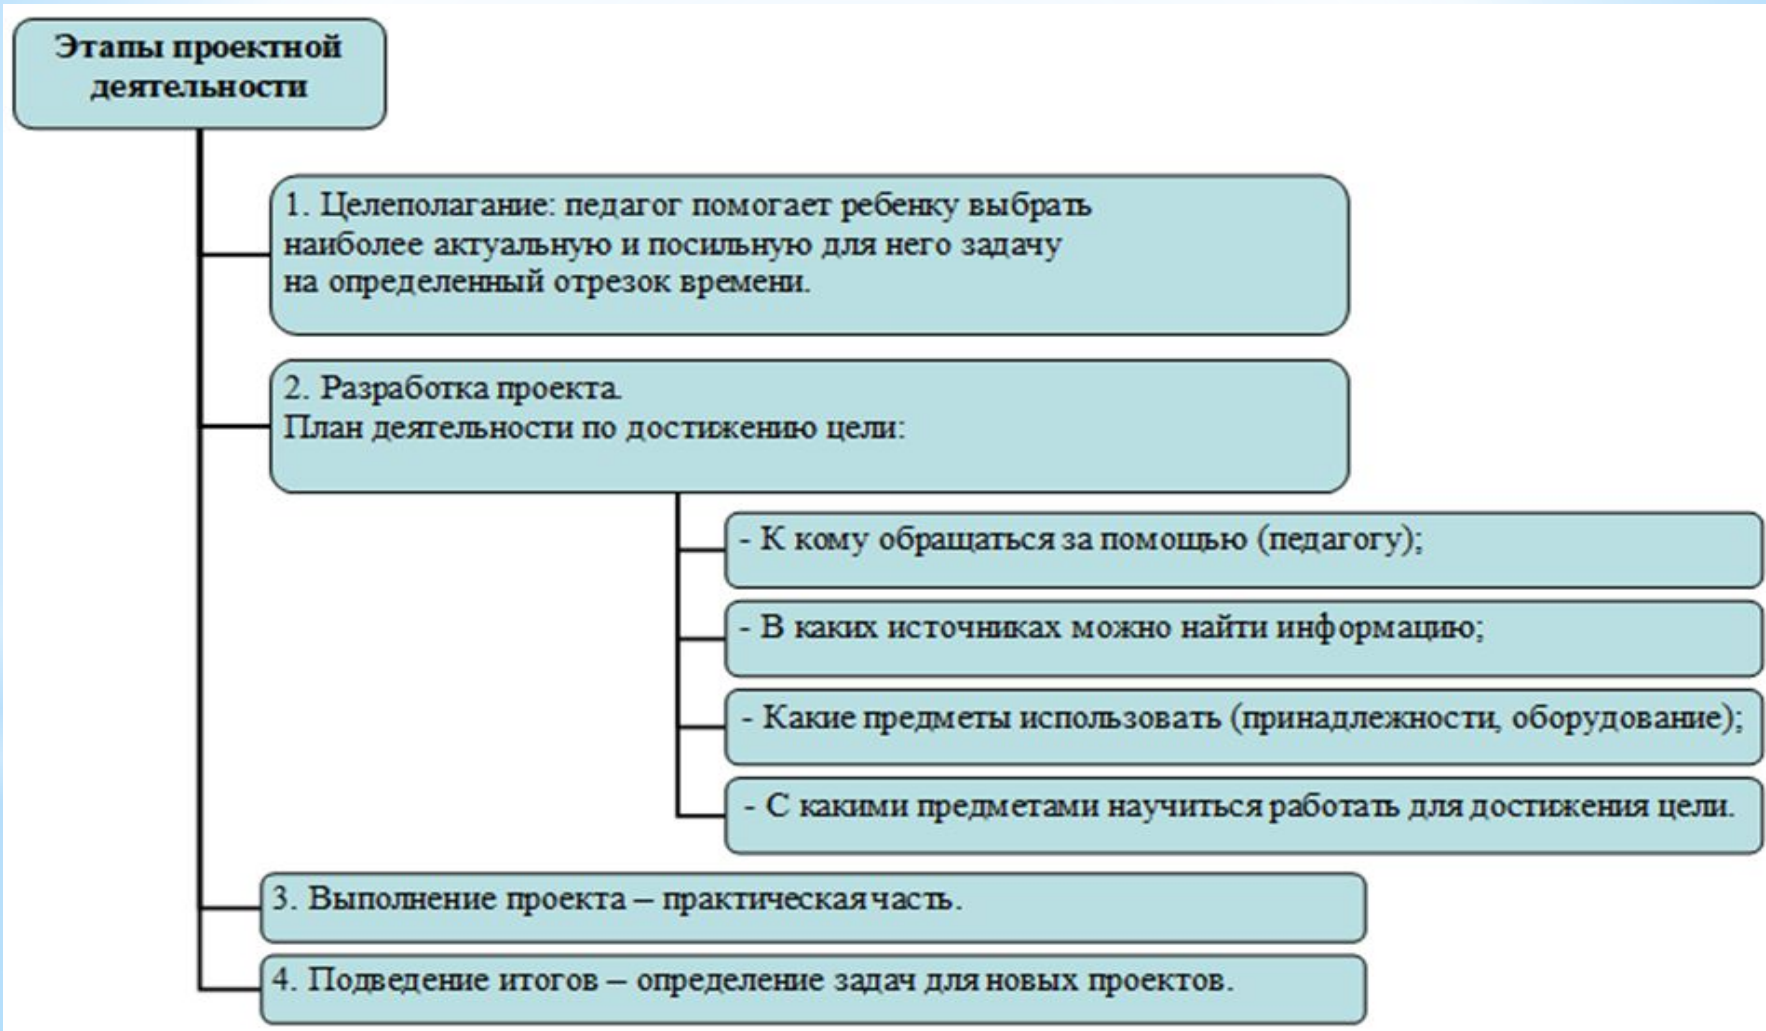 Этапы проектной
деятельности
1. Целеполагание: педагог помогает ребенку выбрать
наиболее актуальную и посильную для него задачу
на определенный отрезок времени.
2. Разработка проекта.
План деятельности по достижению цели:
- К кому обращаться за помощью (педагогу);
- В каких источниках можно найти информацию;
- Какие предметы использовать (принадлежности, оборудование);
- С какими предметами научиться работать для достижения цели.
3. Выполнение проекта – практическая часть.
4. Подведение итогов – определение задач для новых проектов.